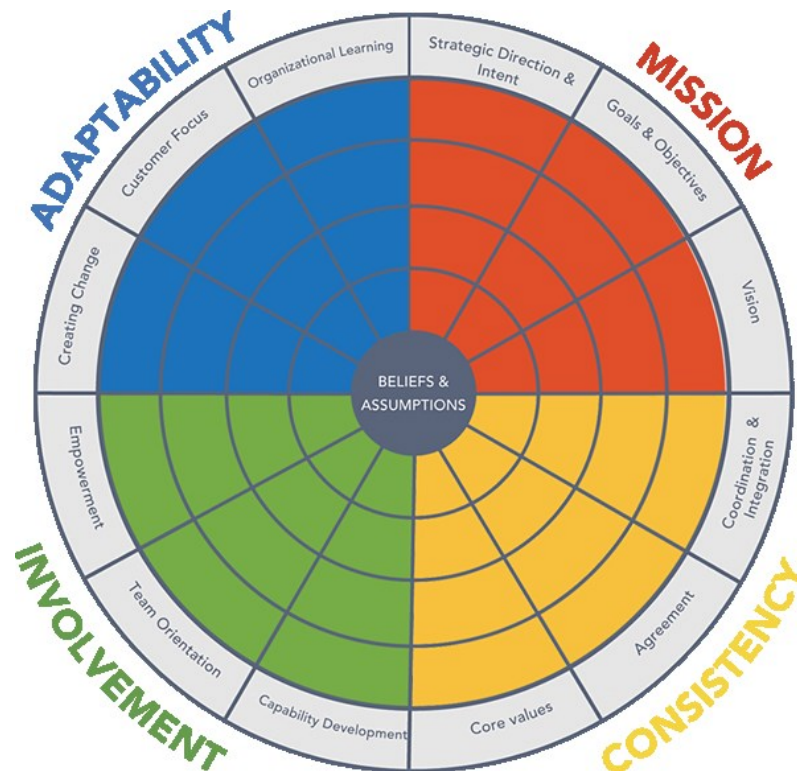 ADAPTABILITY
MISSION
Organizational Learning
Strategic Direction &
Intent
Customer Focus
Goals & Objectives
Creating Change
Vision
BELIEFS &
ASSUMPTIONS
Empowerment
Coordination &
Integration
Team Orientation
Agreement
Capability Development
Core values
INVOLVEMENT
CONSISTENCY